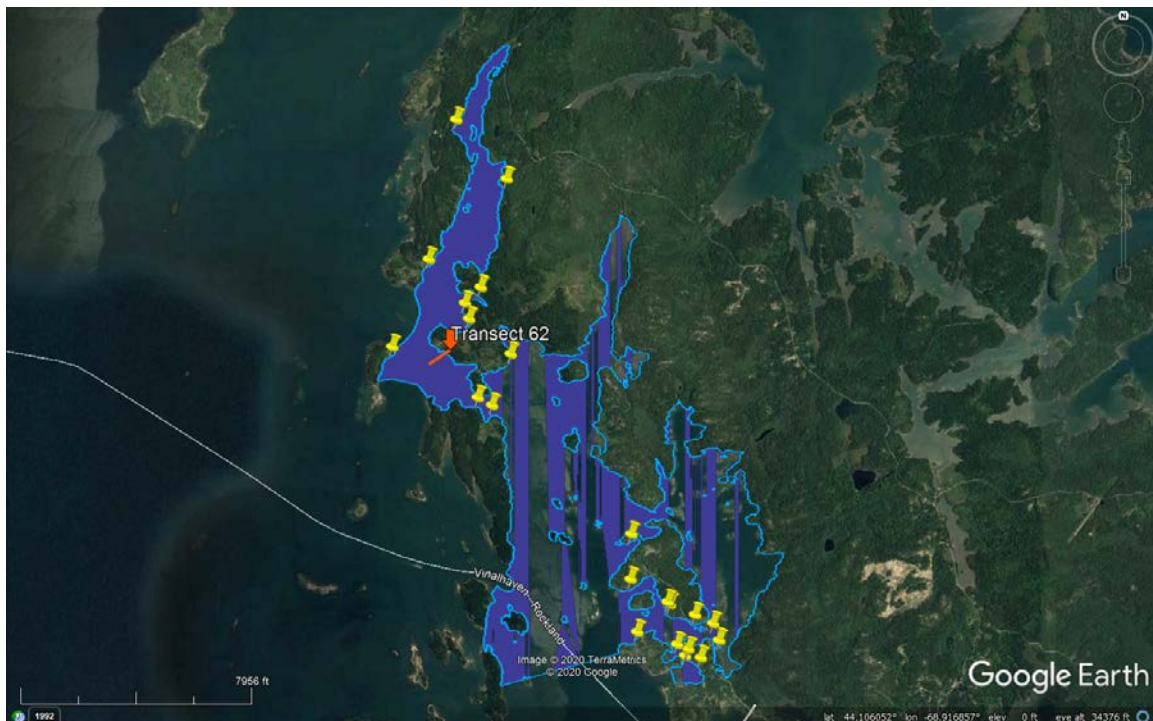 N
Transect 62
Vinalhaven - Rockland
Image © 2020 TerraMetrics
© 2020 Google
Google Earth
7956 ft
1992
lat 44.106052° lon -68.916857° elev 0 ft eye alt 34376 ft